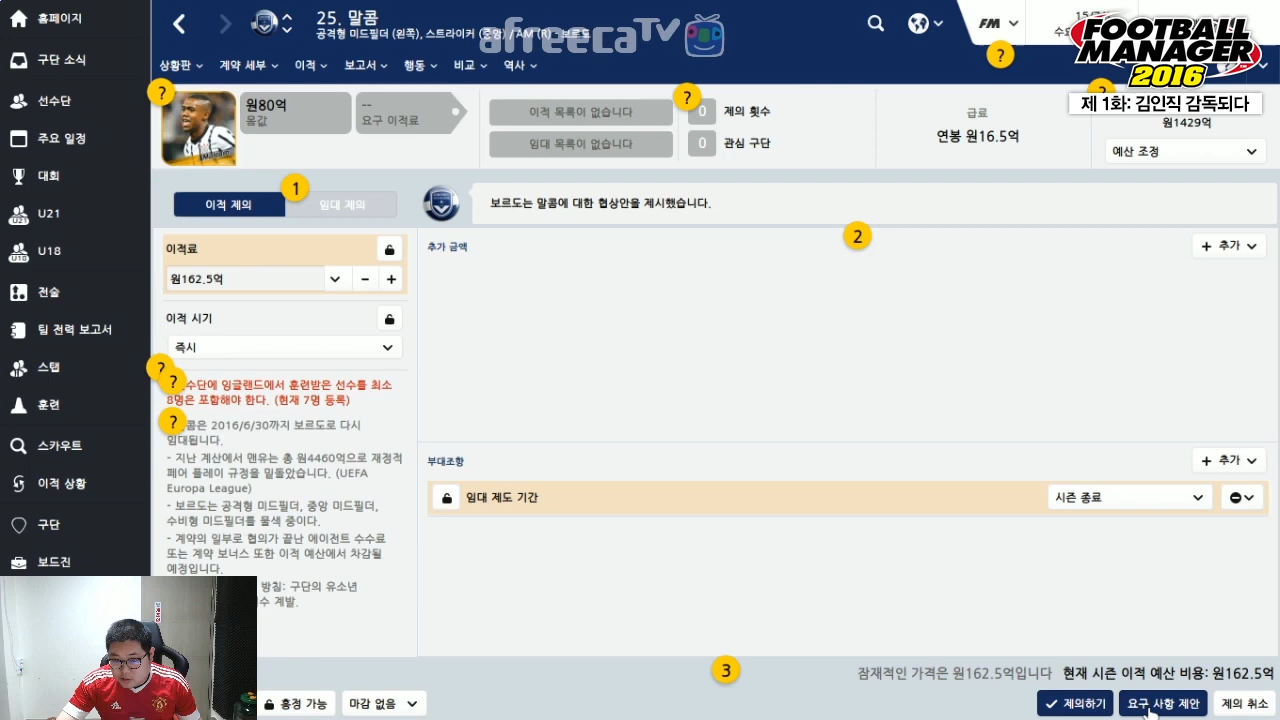 홈페이지
구단 소식
선수단
주요 일정
대회
U21
U18
전술
팀 전력 보고서
스탭
훈련
스카우트
이적 상황
구단
보드진
25. 말콤
공격형 미드필더 (왼쪽), 스트라이커 (중앙) / AM (R) - 보르도
afreecaTV
FM
FOOTBALL
MANAGER
2016
제 1화: 김인직 감독되다
상황판
계약 세부
이적
보고서
행동
비교
역사
?
?
?
원80억
몸값
--
요구 이적료
이적 목록이 없습니다
임대 목록이 없습니다
0 제의 횟수
0 관심 구단
급료
연봉 원16.5억
원1429억
예산 조정
1
이적 제의
임대 제의
보르도는 말콤에 대한 협상안을 제시했습니다.
2
이적료
원162.5억
이적 시기
즉시
?
?
수단에 잉글랜드에서 훈련받은 선수를 최소
8명은 포함해야 한다. (현재 7명 등록)
?
콤은 2016/6/30까지 보르도로 다시
임대됩니다.
- 지난 계산에서 맨유는 총 원4460억으로 재정적
페어 플레이 규정을 밑돌았습니다. (UEFA
Europa League)
- 보르도는 공격형 미드필더, 중앙 미드필더,
수비형 미드필더를 물색 중이다.
- 계약의 일부로 협의가 끝난 에이전트 수수료
또는 계약 보너스 또한 이적 예산에서 차감될
예정입니다.
방침: 구단의 유소년
수 계발.
추가 금액
+ 추가
부대조항
+ 추가
임대 제도 기간
시즌 종료
3
잠재적인 가격은 원162.5억입니다 현재 시즌 이적 예산 비용: 원162.5억
흥정 가능
마감 없음
제의하기
요구 사항 제안
제의 취소